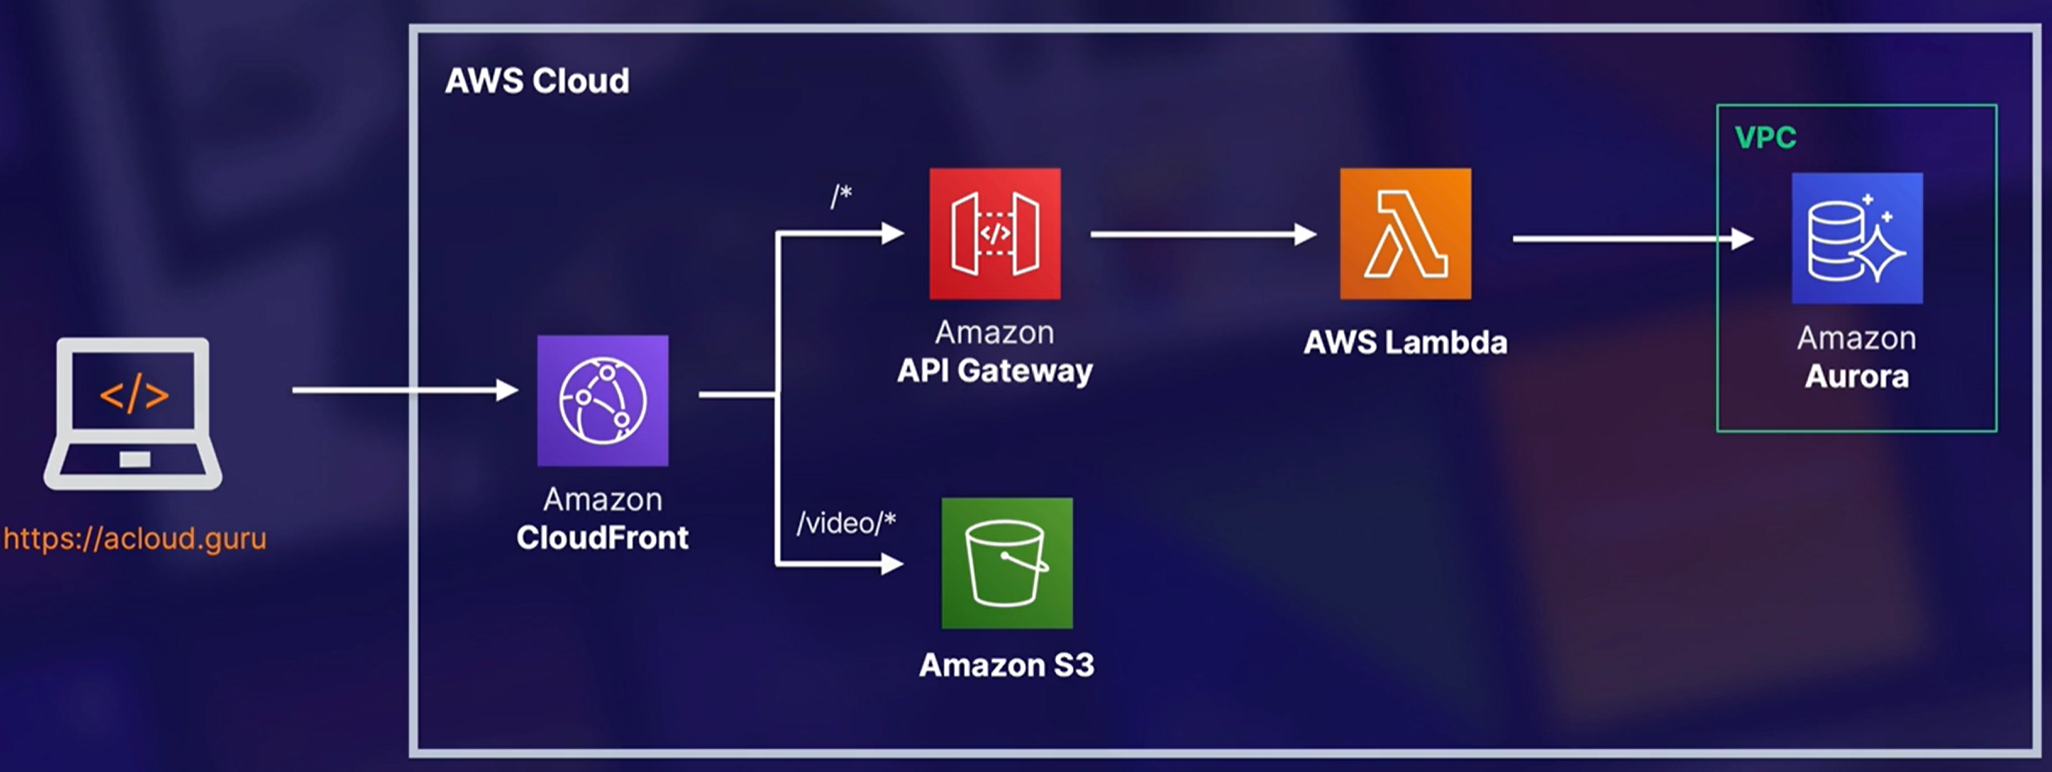 AWS Cloud
VPC
/*
</>
Amazon
API Gateway
AWS Lambda
Amazon
Aurora
</>
https://acloud.guru
Amazon
CloudFront
/video/*
Amazon S3